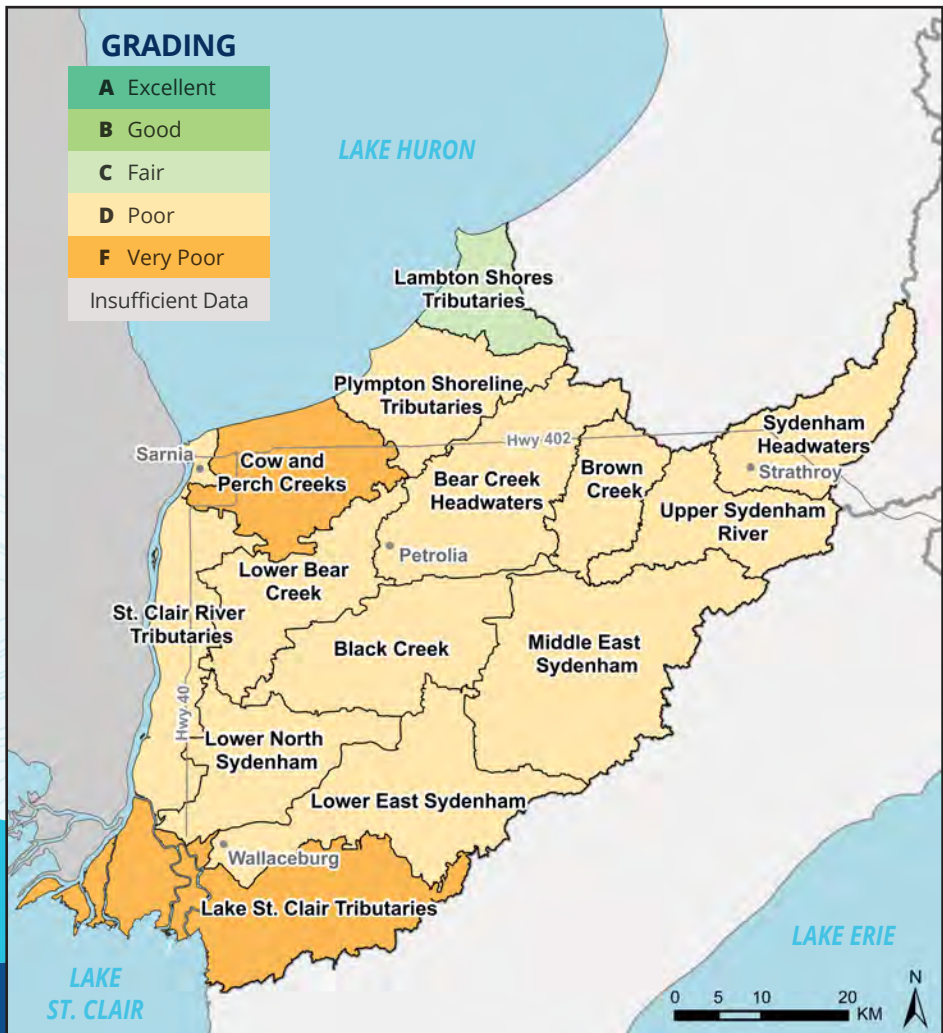 GRADING
A Excellent
B Good
C Fair
D Poor
F Very Poor
Insufficient Data
LAKE HURON
Lambton Shores
Tributaries
Plympton Shoreline
Tributaries
Sydenham
Headwaters
Hwy 402
Sarnia
Strathroy
Cow and
Perch Creeks
Bear Creek
Headwaters
Brown
Creek
Upper Sydenham
River
Petrolia
Lower Bear
Creek
St. Clair River
Tributaries
Black Creek
Middle East
Sydenham
Hwy 40
Lower North
Sydenham
Lower East Sydenham
Wallaceburg
Lake St. Clair Tributaries
LAKE ERIE
LAKE
ST. CLAIR
N
0 5 10 20
KM